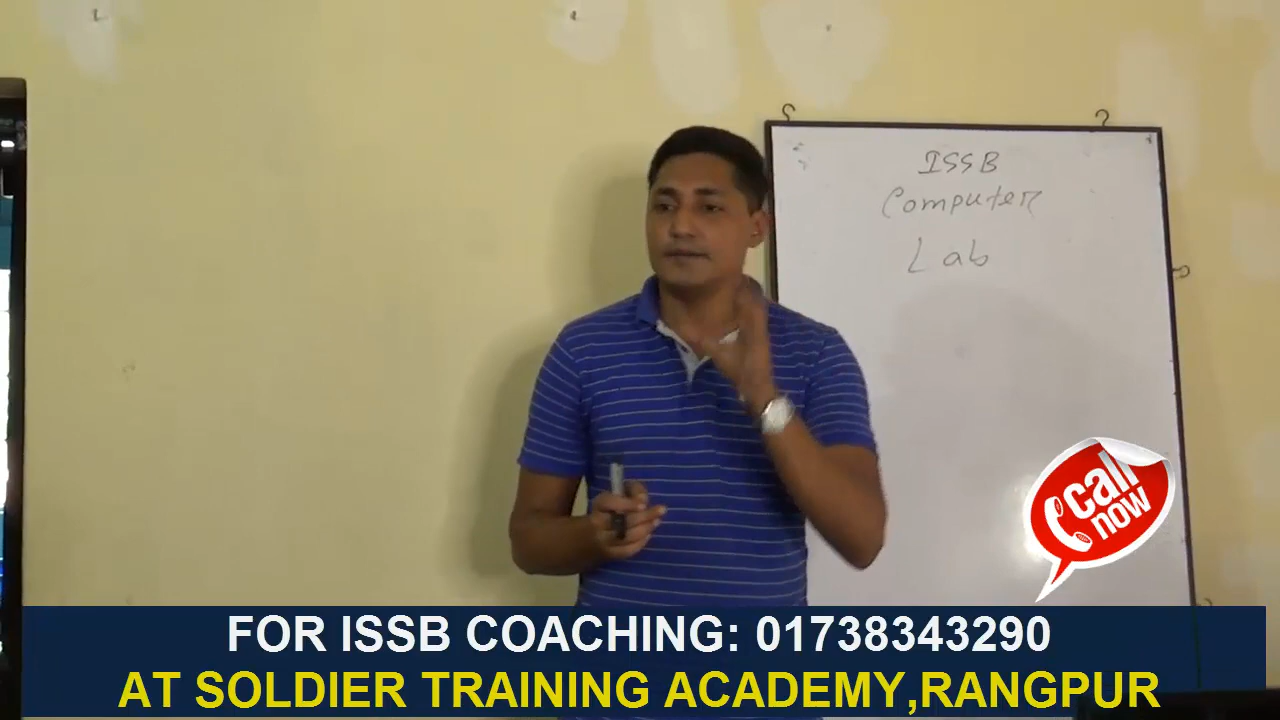 ISSB
Computer
Lab
call
now
FOR ISSB COACHING: 01738343290
AT SOLDIER TRAINING ACADEMY,RANGPUR